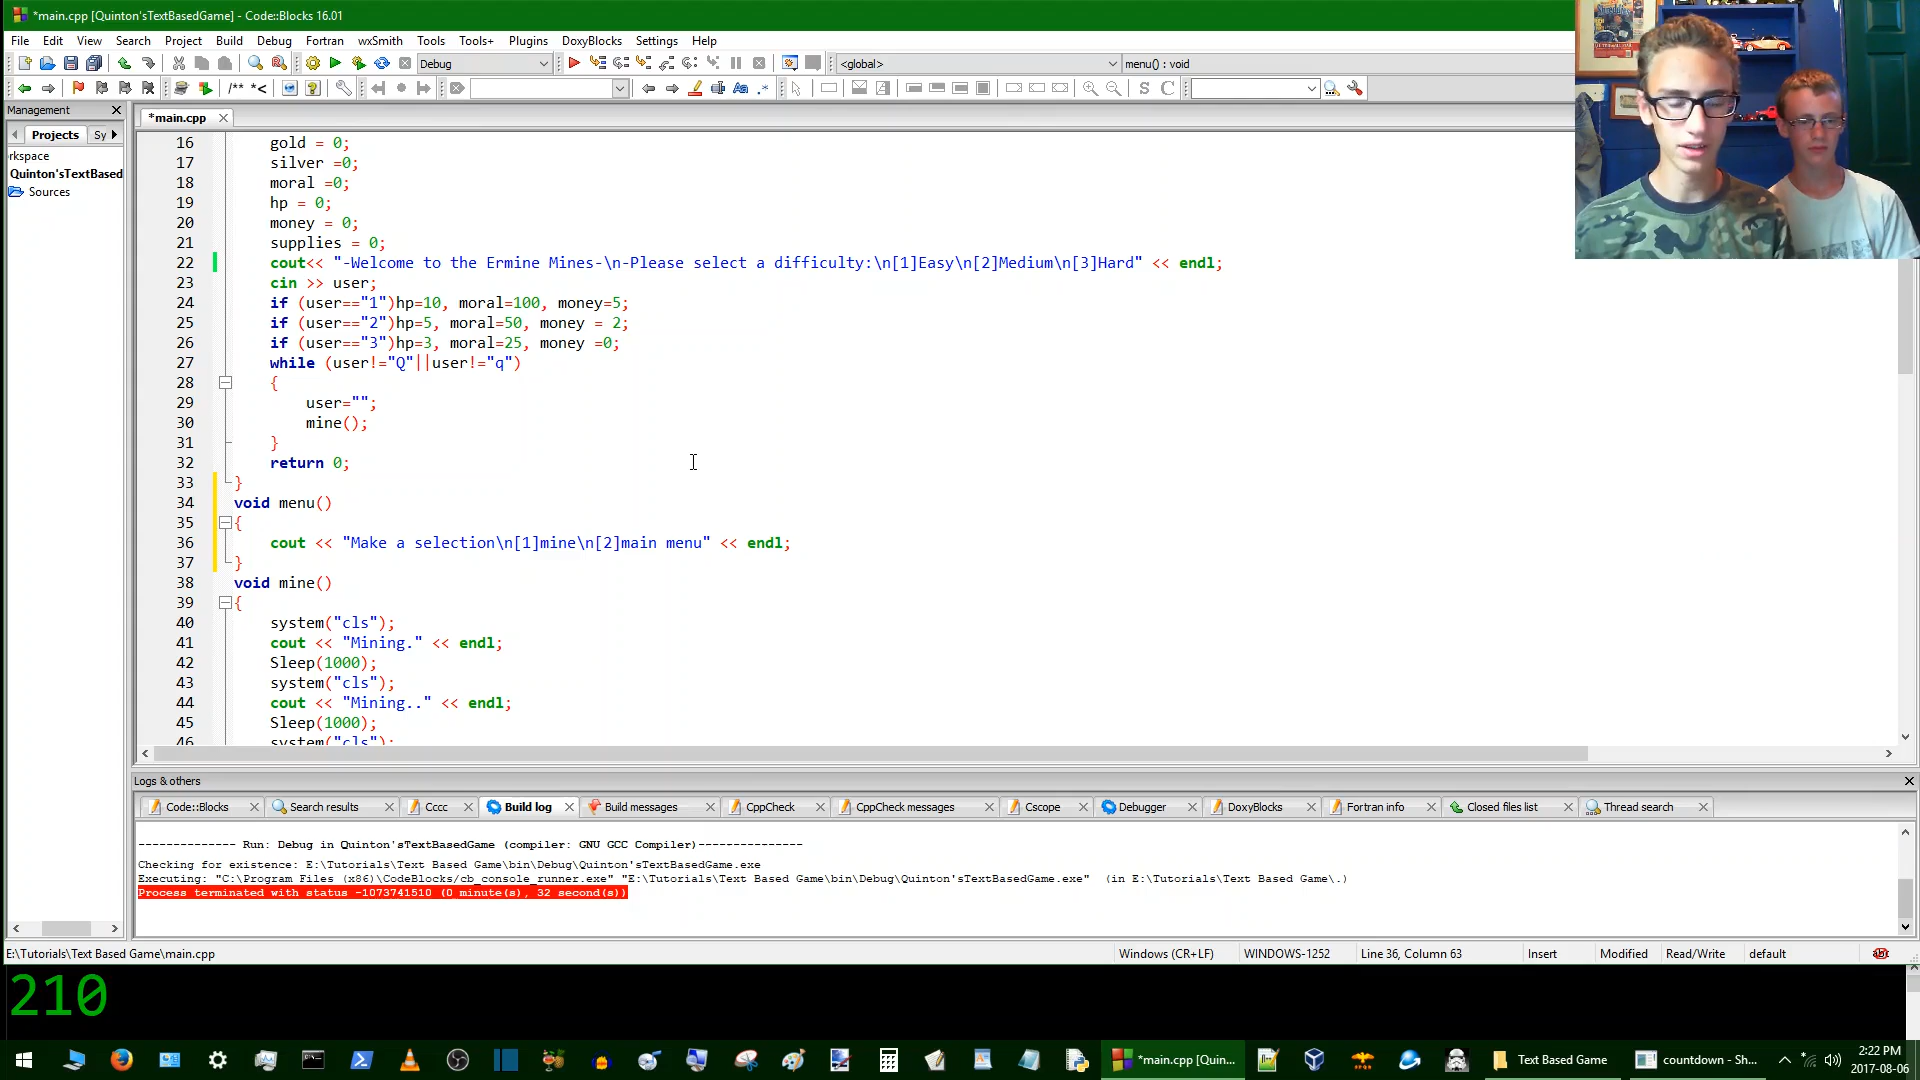 *main.cpp [Quinton'sTextBasedGame] - Code::Blocks 16.01
File Edit View Search Project Build Debug Fortran wxSmith Tools Tools+ Plugins DoxyBlocks Settings Help
Debug <global> menu() : void
/** *<
S C
Management
*main.cpp
Projects Sy
rkspace
Quinton'sTextBased
Sources
16 gold = 0;
17 silver =0;
18 moral =0;
19 hp = 0;
20 money = 0;
21 supplies = 0;
22 cout<< "-Welcome to the Ermine Mines-\n-Please select a difficulty:\n[1]Easy\n[2]Medium\n[3]Hard" << endl;
23 cin >> user;
24 if (user=="1")hp=10, moral=100, money=5;
25 if (user=="2")hp=5, moral=50, money = 2;
26 if (user=="3")hp=3, moral=25, money =0;
27 while (user!="Q"||user!="q")
28 {
29 user="";
30 mine();
31 }
32 return 0;
33 }
34 void menu()
35 {
36 cout << "Make a selection\n[1]mine\n[2]main menu" << endl;
37 }
38 void mine()
39 {
40 system("cls");
41 cout << "Mining." << endl;
42 Sleep(1000);
43 system("cls");
44 cout << "Mining.." << endl;
45 Sleep(1000);
46 system("cls");
Logs & others
Code::Blocks Search results Cccc Build log Build messages CppCheck CppCheck messages Cscope Debugger DoxyBlocks Fortran info Closed files list Thread search
-------------- Run: Debug in Quinton'sTextBasedGame (compiler: GNU GCC Compiler)---------------
Checking for existence: E:\Tutorials\Text Based Game\bin\Debug\Quinton'sTextBasedGame.exe
Executing: "C:\Program Files (x86)\CodeBlocks/cb_console_runner.exe" "E:\Tutorials\Text Based Game\bin\Debug\Quinton'sTextBasedGame.exe" (in E:\Tutorials\Text Based Game\.)
Process terminated with status -1073741510 (0 minute(s), 32 second(s))
E:\Tutorials\Text Based Game\main.cpp Windows (CR+LF) WINDOWS-1252 Line 36, Column 63 Insert Modified Read/Write default
210
*main.cpp [Quin... Text Based Game countdown - Sh... 2:22 PM
2017-08-06